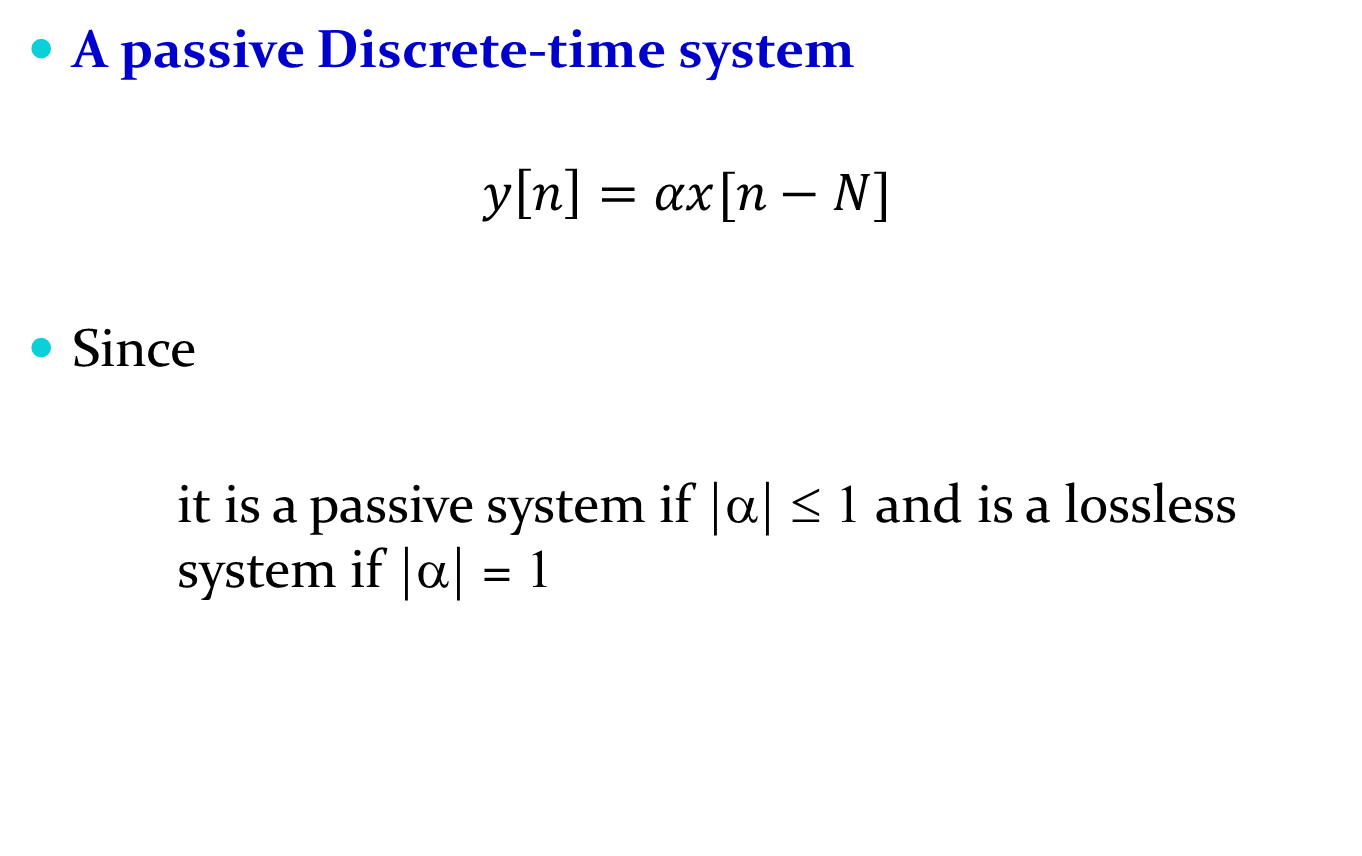 • A passive Discrete-time system
y[n] = αx[n − N]
• Since
it is a passive system if |α| ≤ 1 and is a lossless
system if |α| = 1